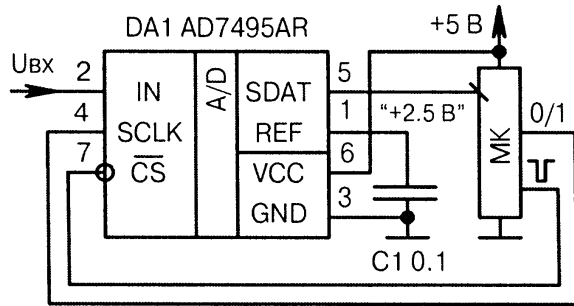 DA1 AD7495AR
+5 В
Uвх
2
IN
A/D
SDAT
5
4
SCLK
REF
1
“+2.5 В”
МК
0/1
7
CS
VCC
6
GND
3
C1 0.1